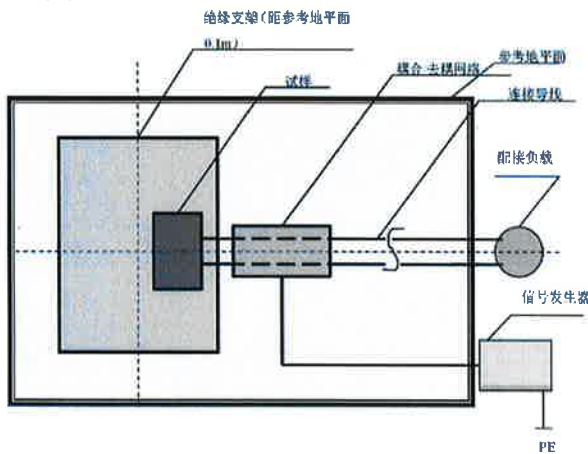 绝缘支架(距参考地平面
0.1m)
参考地平面
耦合 去耦网络
试样
连接导线
配接负载
信号发生器
PE